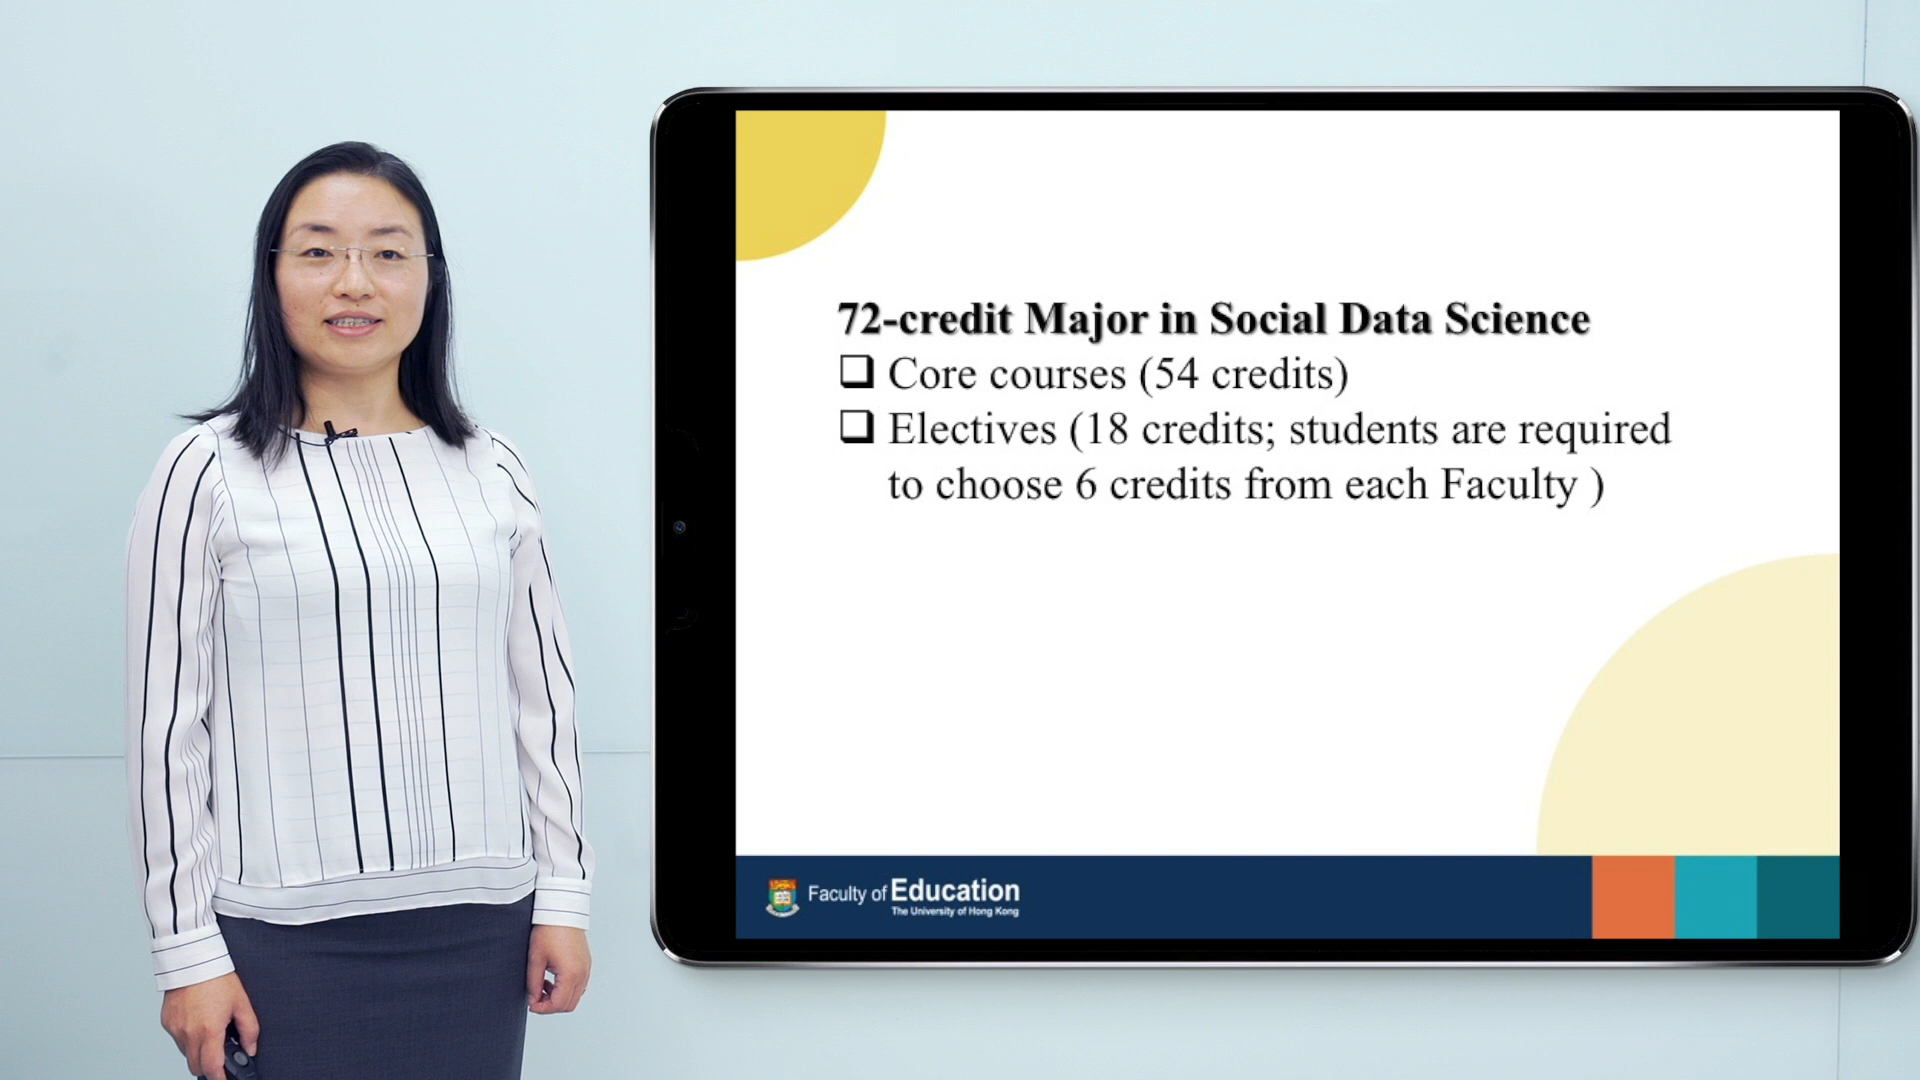 72-credit Major in Social Data Science
❑ Core courses (54 credits)
❑ Electives (18 credits; students are required
to choose 6 credits from each Faculty )
Faculty of Education
The University of Hong Kong